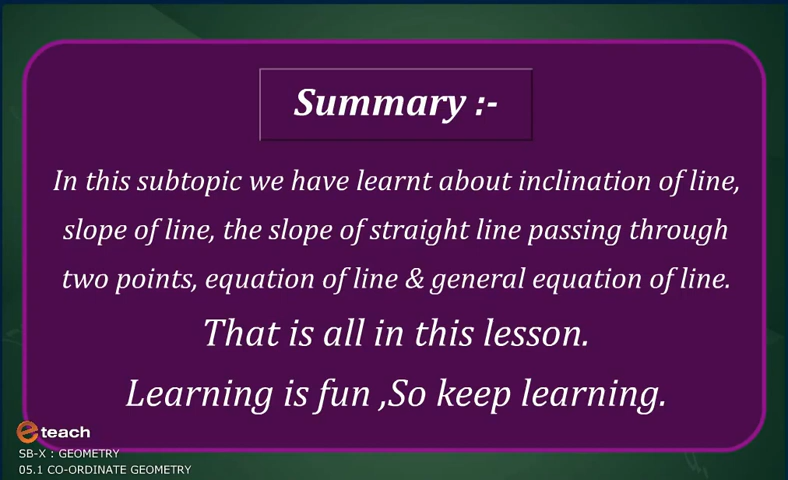 Summary :-
In this subtopic we have learnt about inclination of line,
slope of line, the slope of straight line passing through
two points, equation of line & general equation of line.
That is all in this lesson.
Learning is fun ,So keep learning.
e teach
SB-X : GEOMETRY
05.1 CO-ORDINATE GEOMETRY